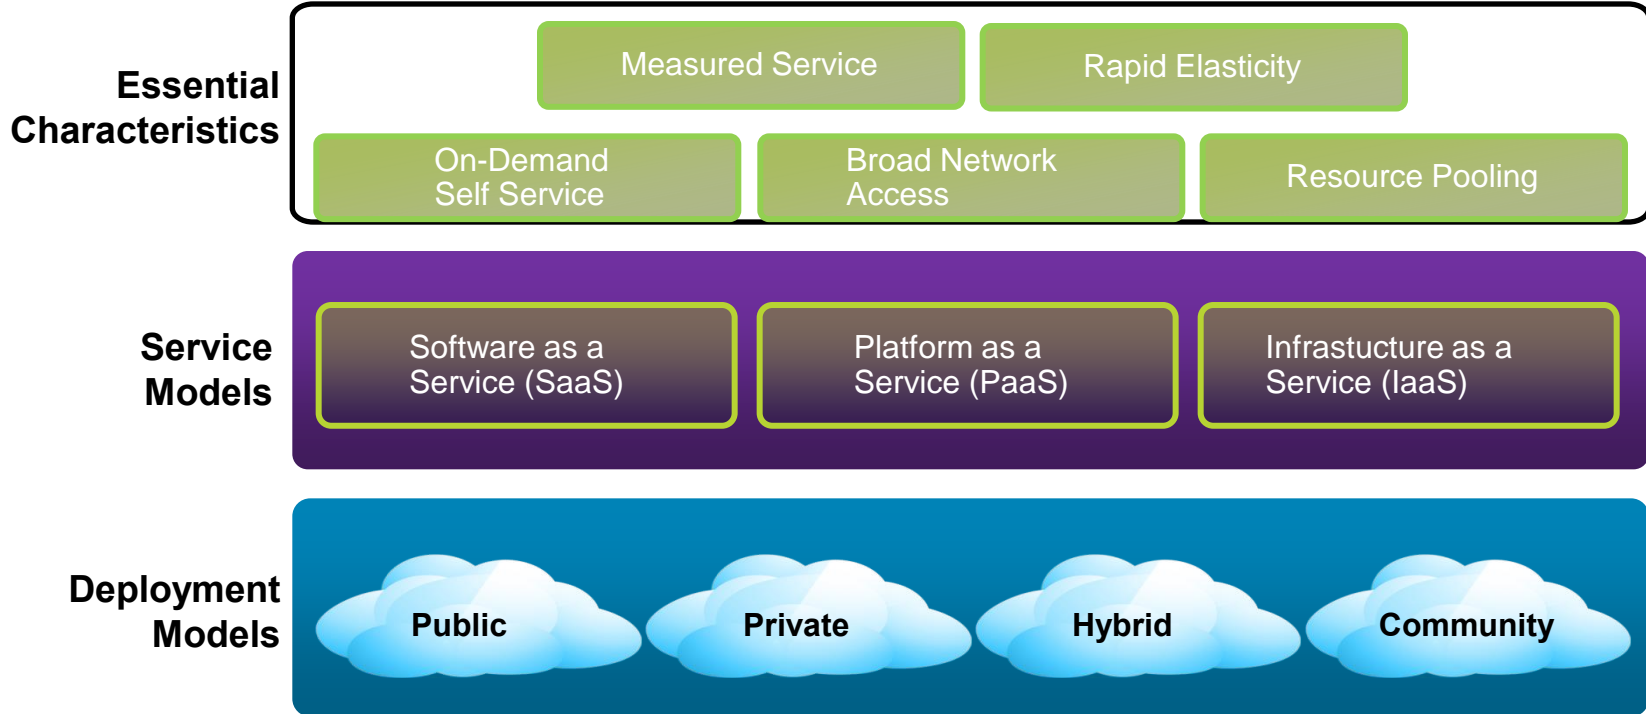 Essential
Characteristics
Measured Service
Rapid Elasticity
On-Demand
Self Service
Broad Network
Access
Resource Pooling
Service
Models
Software as a
Service (SaaS)
Platform as a
Service (PaaS)
Infrastucture as a
Service (IaaS)
Deployment
Models
Public
Private
Hybrid
Community